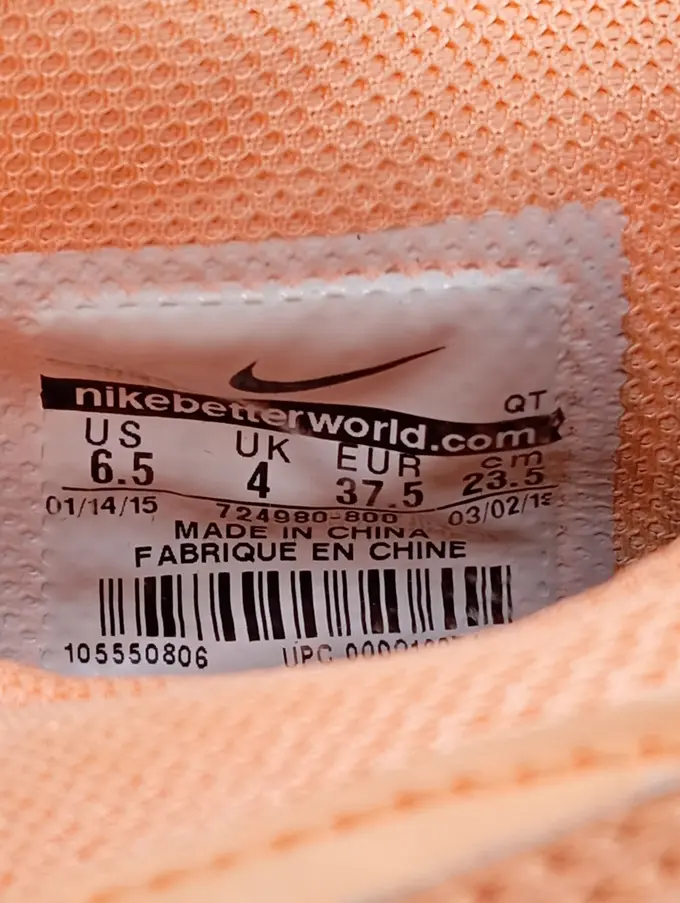 nikebetterworld.com
QT
US UK EUR cm
6.5 4 37.5 23.5
01/14/15 724980-800
MADE IN CHINA
FABRIQUE EN CHINE
105550806 UPC